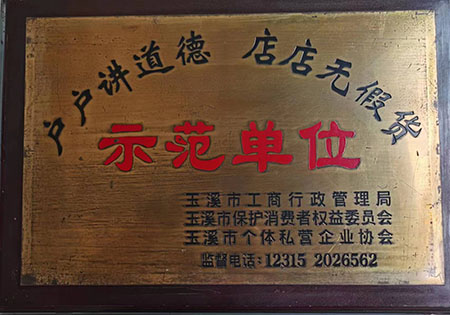 户户讲道德 店店无假货
示范单位
玉溪市工商行政管理局
玉溪市保护消费者权益委员会
玉溪市个体私营企业协会
监督电话:12315 2026562